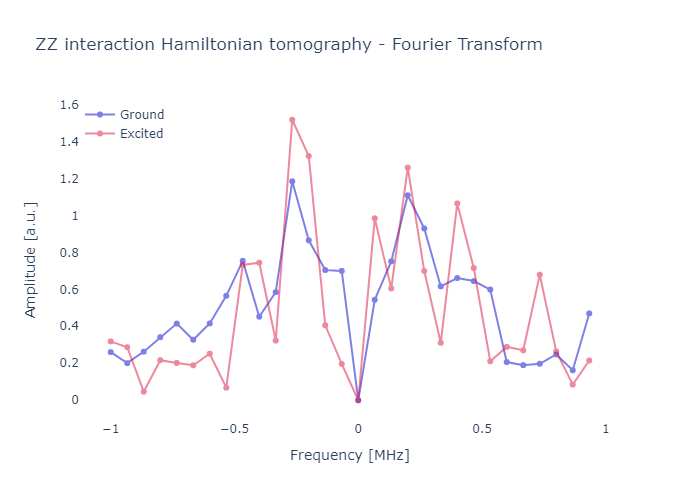 ZZ interaction Hamiltonian tomography - Fourier Transform
Ground
Excited
Amplitude [a.u.]
1.6
1.4
1.2
1
0.8
0.6
0.4
0.2
0
−1
−0.5
0
0.5
1
Frequency [MHz]